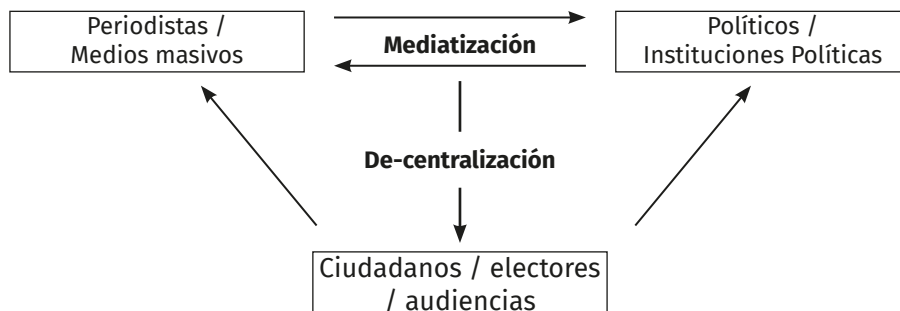 Periodistas /
Medios masivos
Mediatización
Políticos /
Instituciones Políticas
De-centralización
Ciudadanos / electores
/ audiencias